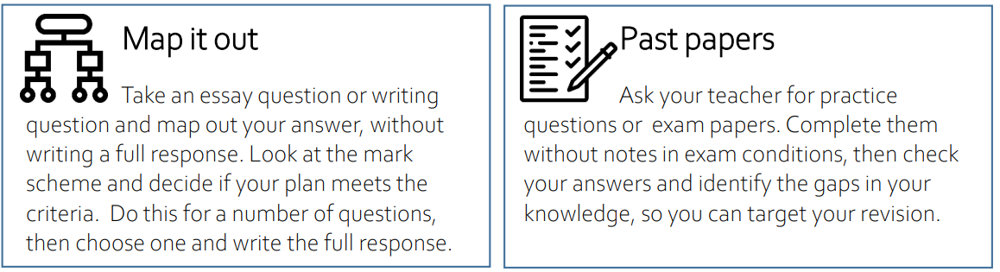 Map it out
Take an essay question or writing
question and map out your answer, without
writing a full response. Look at the mark
scheme and decide if your plan meets the
criteria.  Do this for a number of questions,
then choose one and write the full response.
Past papers
Ask your teacher for practice
questions or  exam papers. Complete them
without notes in exam conditions, then check
your answers and identify the gaps in your
knowledge, so you can target your revision.